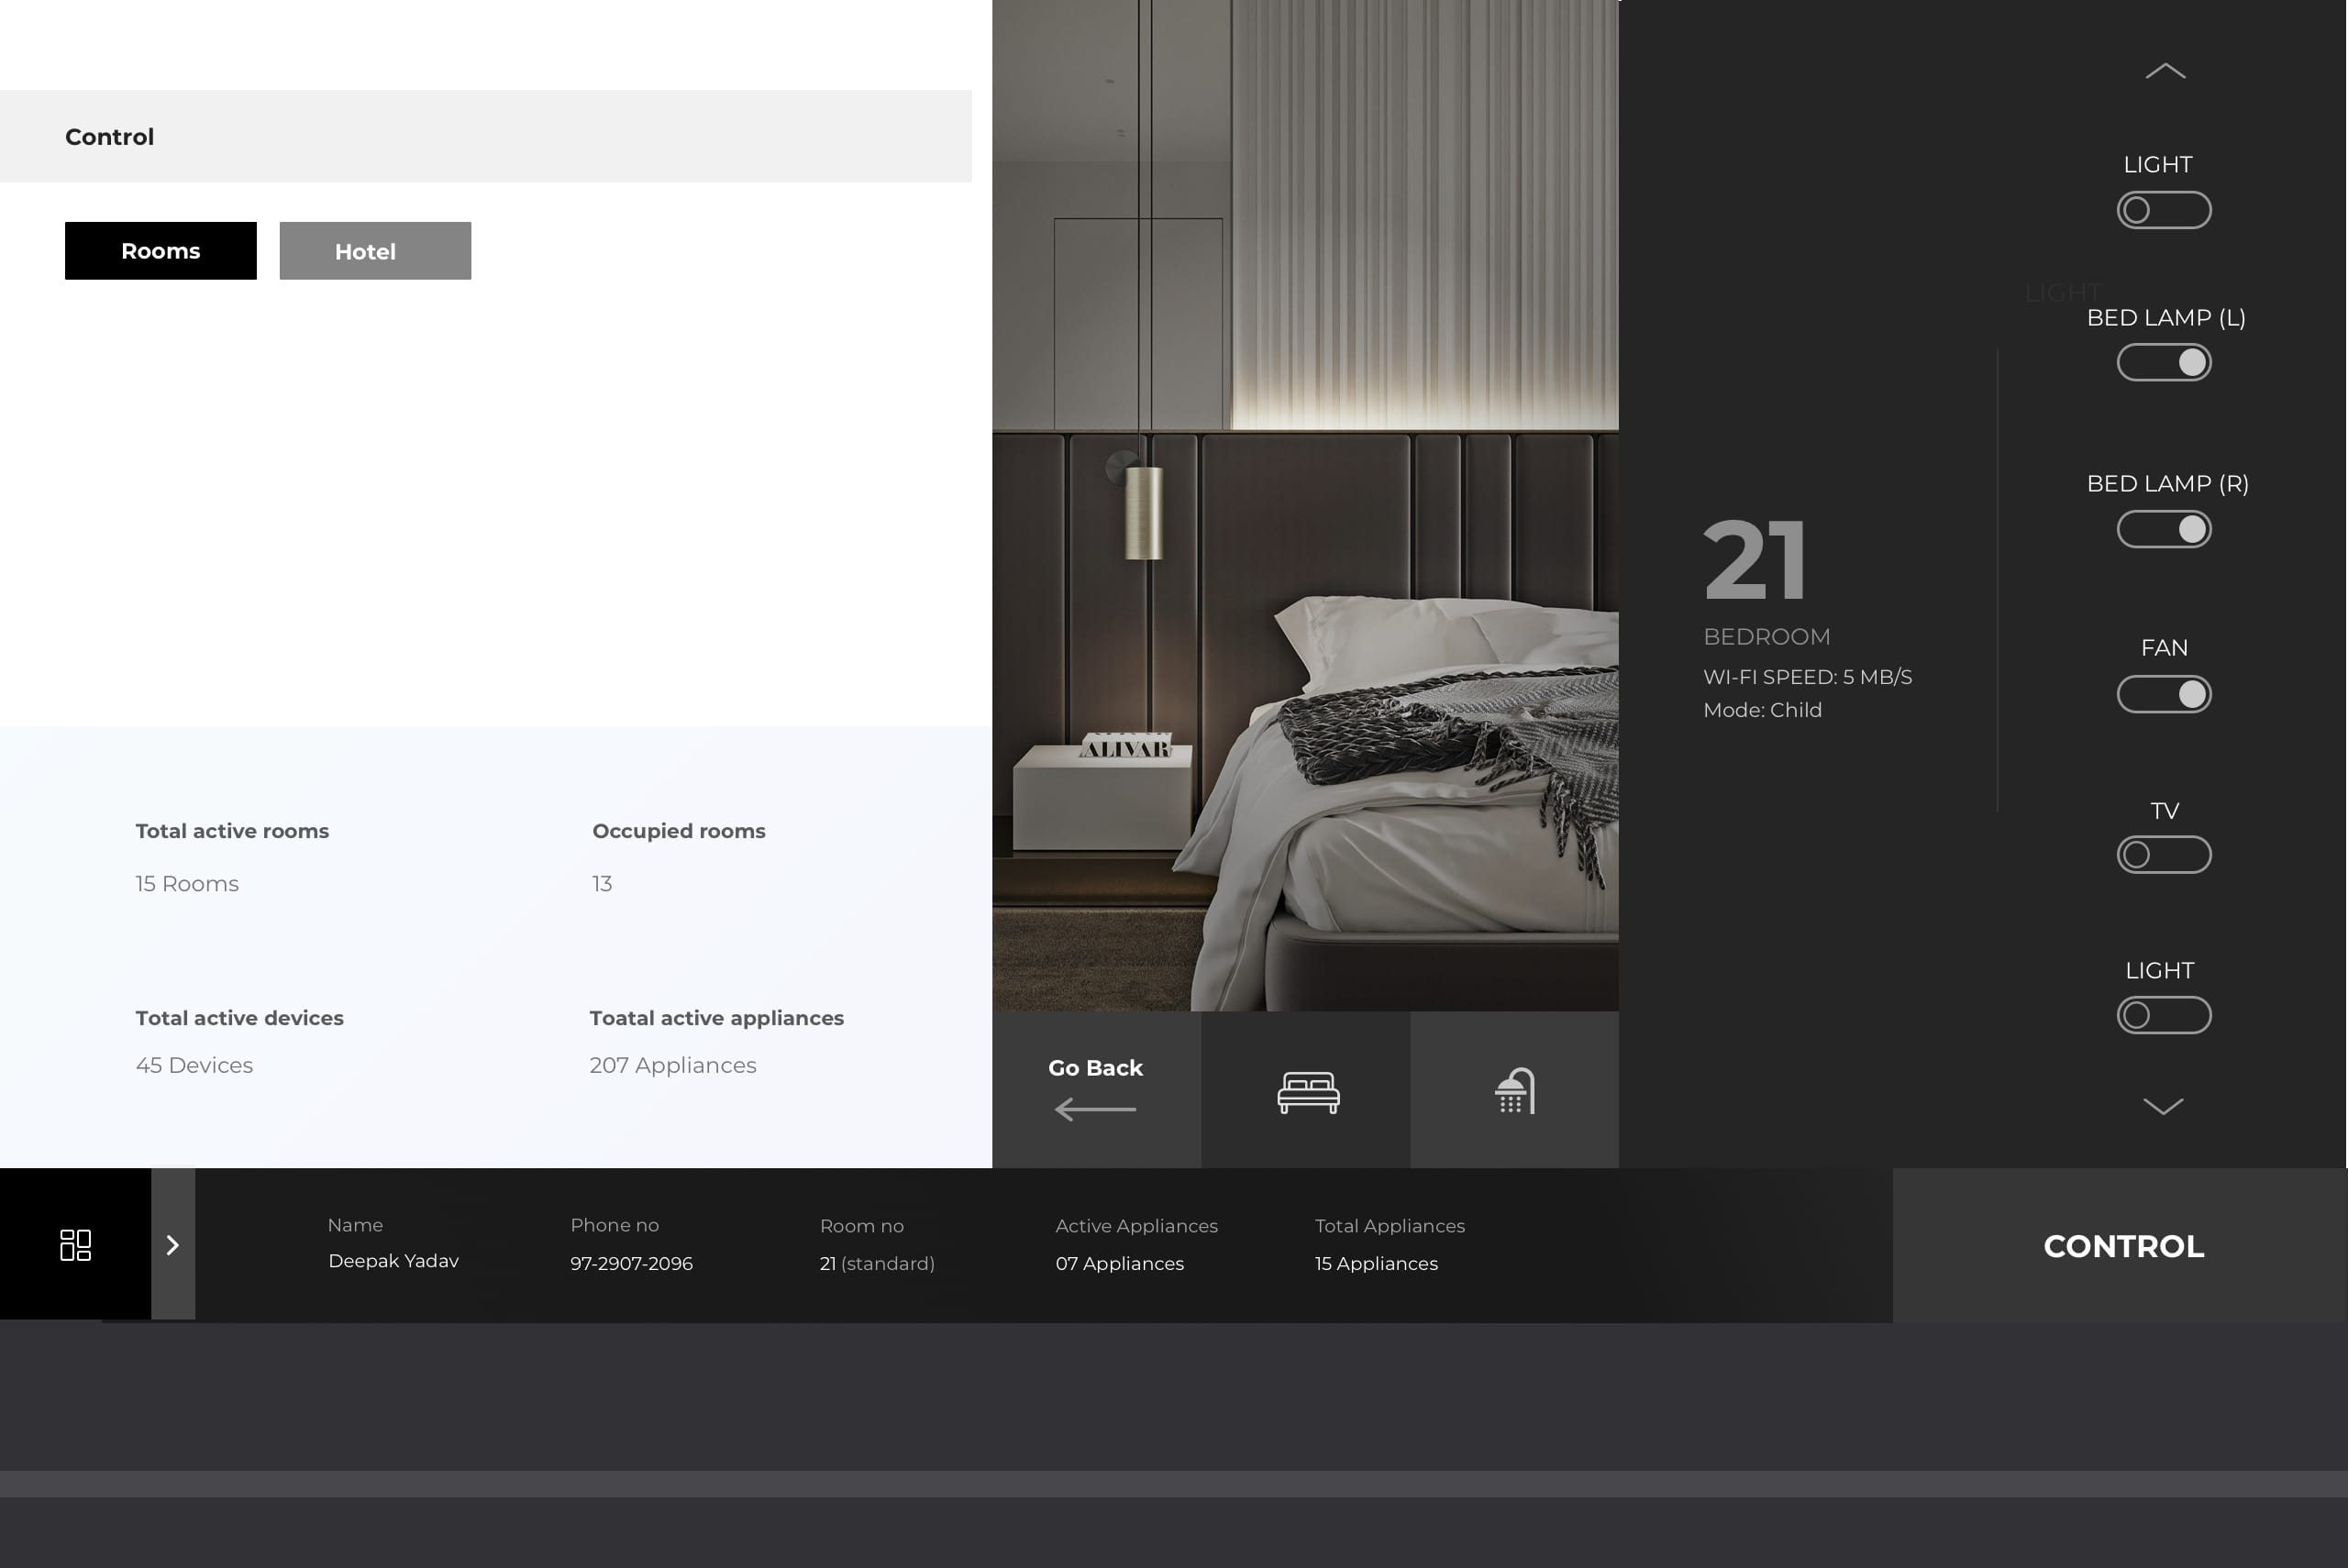 Control
Rooms
Hotel
Total active rooms
15 Rooms
Occupied rooms
13
Total active devices
45 Devices
Toatal active appliances
207 Appliances
ALIVAR
Go Back
21
BEDROOM
WI-FI SPEED: 5 MB/S
Mode: Child
LIGHT
LIGHT
BED LAMP (L)
BED LAMP (R)
FAN
TV
LIGHT
Name
Deepak Yadav
Phone no
97-2907-2096
Room no
21 (standard)
Active Appliances
07 Appliances
Total Appliances
15 Appliances
CONTROL